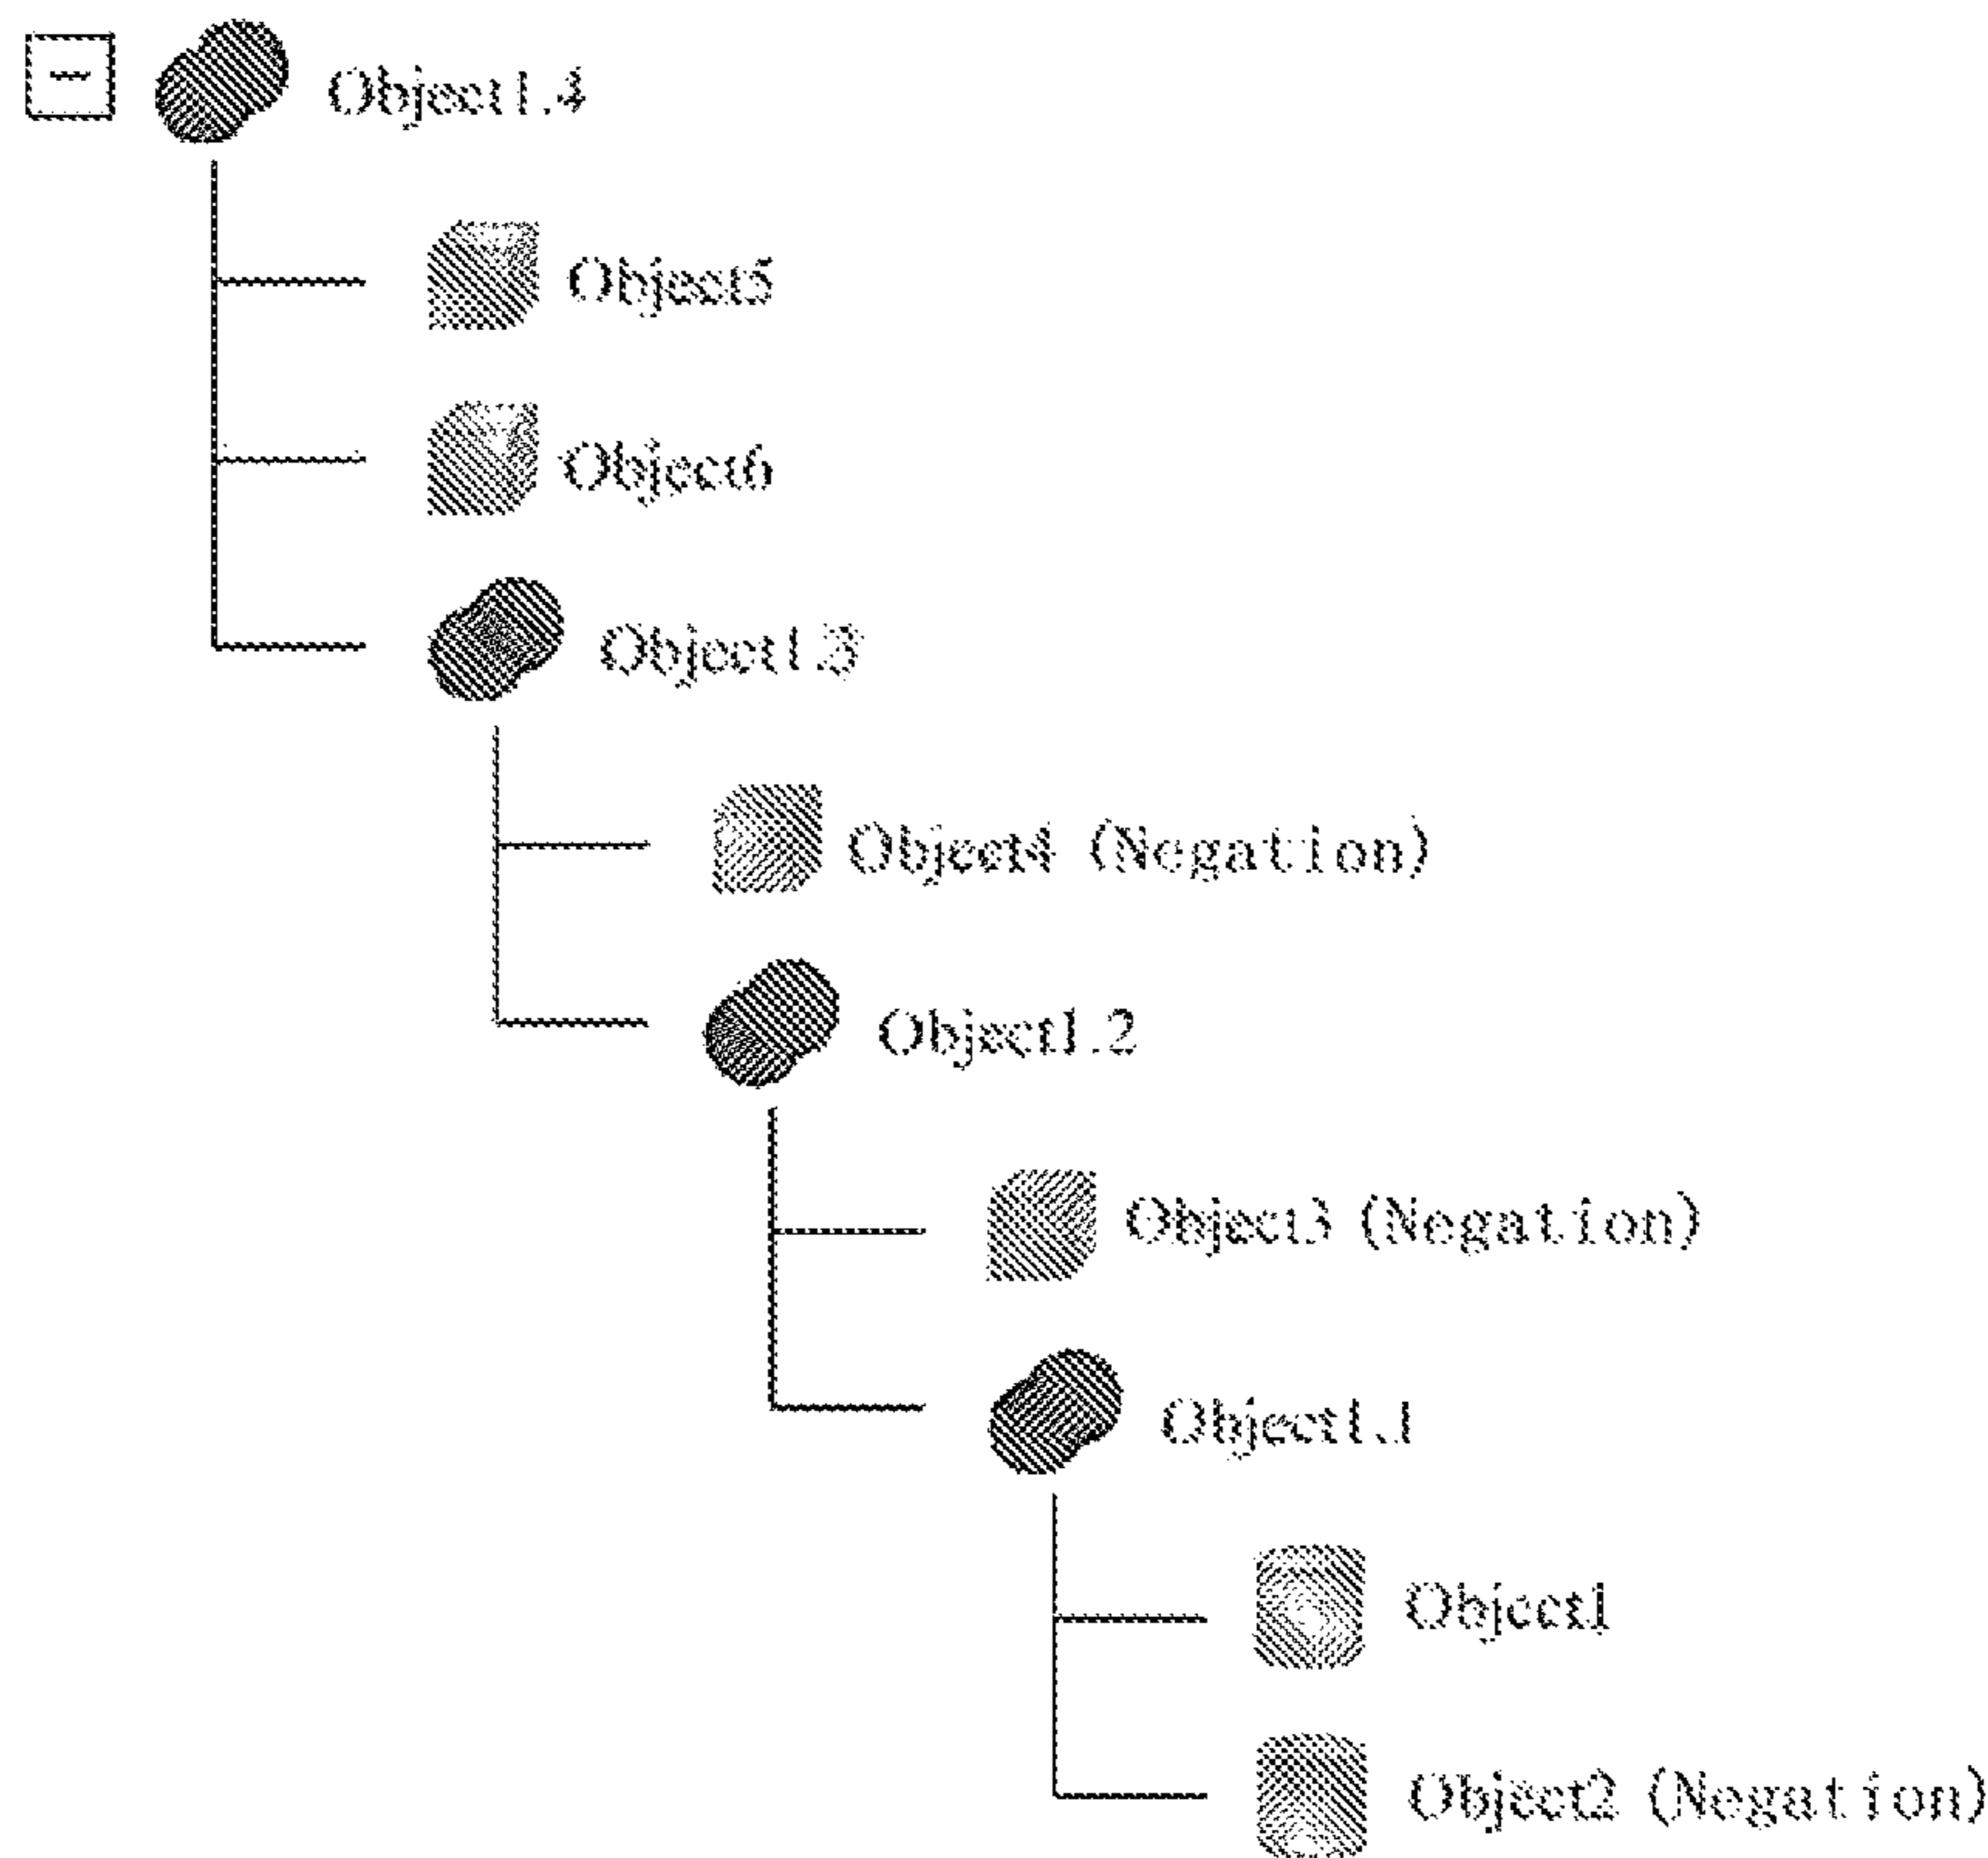 Object1.4
Object5
Object6
Object1.3
Object4 (Negation)
Object1.2
Object3 (Negation)
Object1.1
Object1
Object2 (Negation)